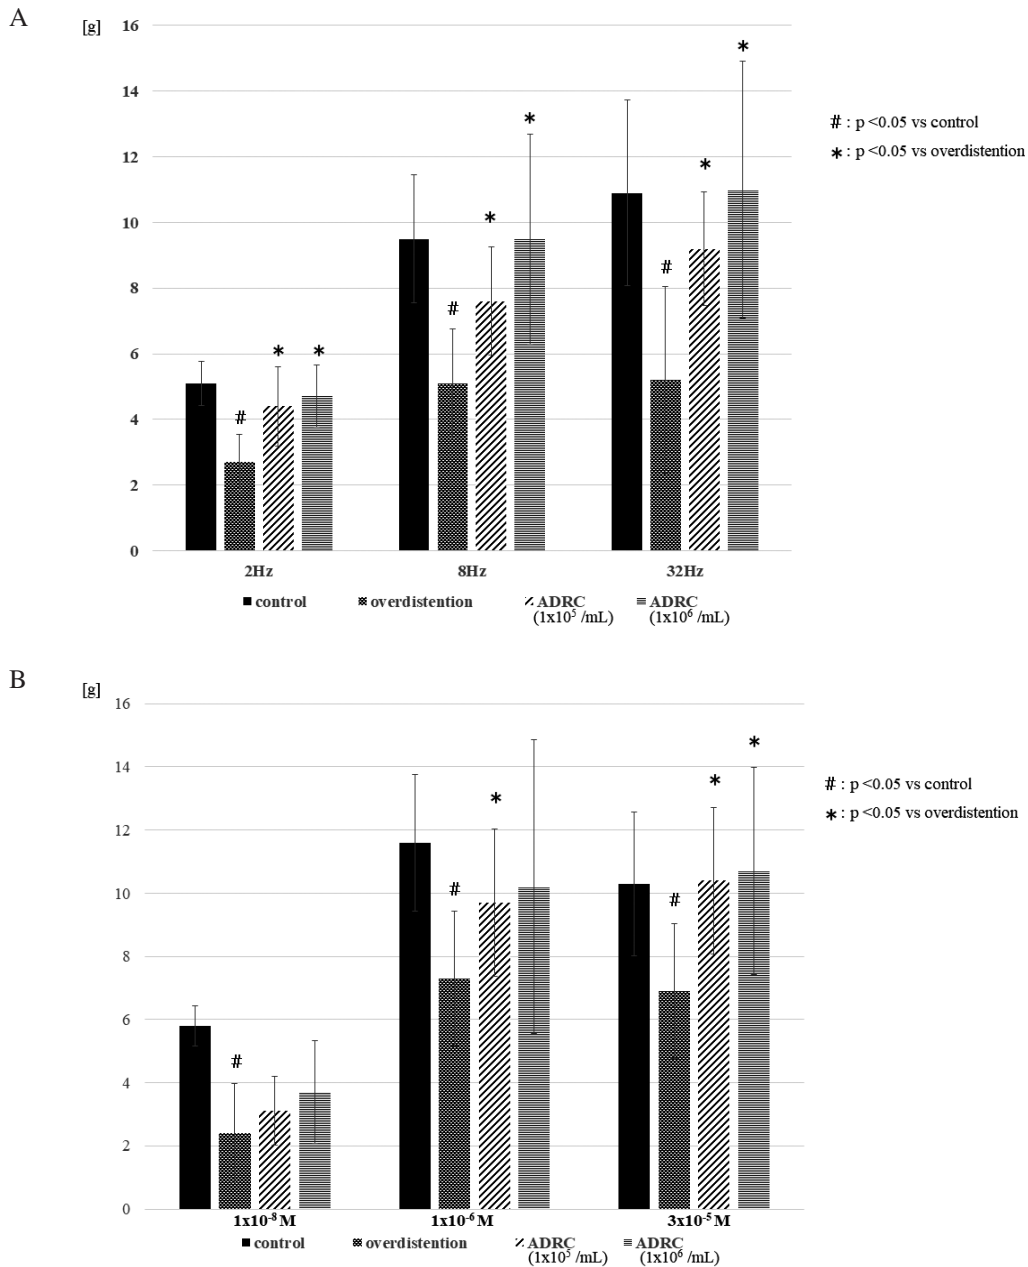 A
[g]
16
14
12
10
8
6
4
2
0
# : p <0.05 vs control
* : p <0.05 vs overdistention
*
*
*
*
*
*
#
#
#
2Hz 8Hz 32Hz
control overdistention ADRC ADRC
(1x10⁵ /mL) (1x10⁶ /mL)
B
[g]
16
14
12
10
8
6
4
2
0
# : p <0.05 vs control
* : p <0.05 vs overdistention
*
*
*
#
#
#
1x10⁻⁸ M 1x10⁻⁶ M 3x10⁻⁵ M
control overdistention ADRC ADRC
(1x10⁵ /mL) (1x10⁶ /mL)